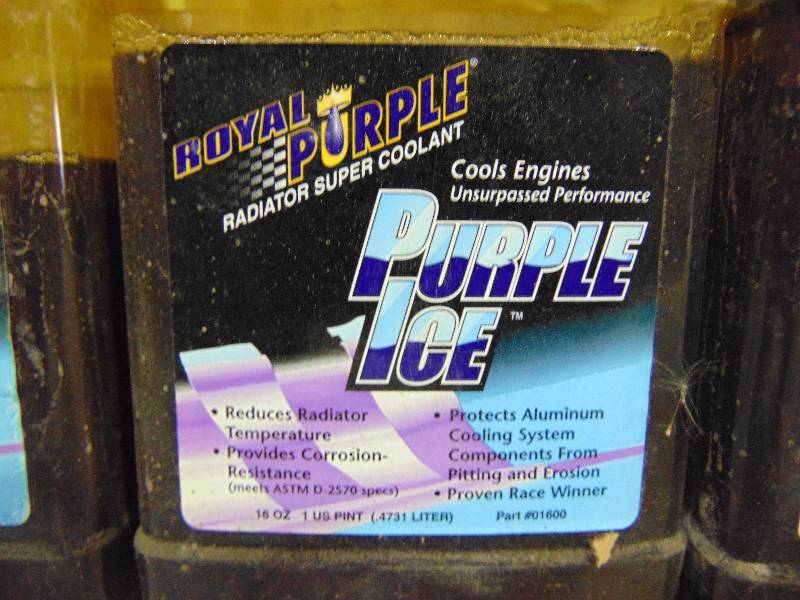 ROYAL PURPLE®
RADIATOR SUPER COOLANT
Cools Engines
Unsurpassed Performance
PURPLE
ICE™
• Reduces Radiator
Temperature
• Provides Corrosion-
Resistance
(meets ASTM D-2570 specs)
• Protects Aluminum
Cooling System
Components From
Pitting and Erosion
• Proven Race Winner
16 OZ 1 US PINT (.4731 LITER) Part #01600